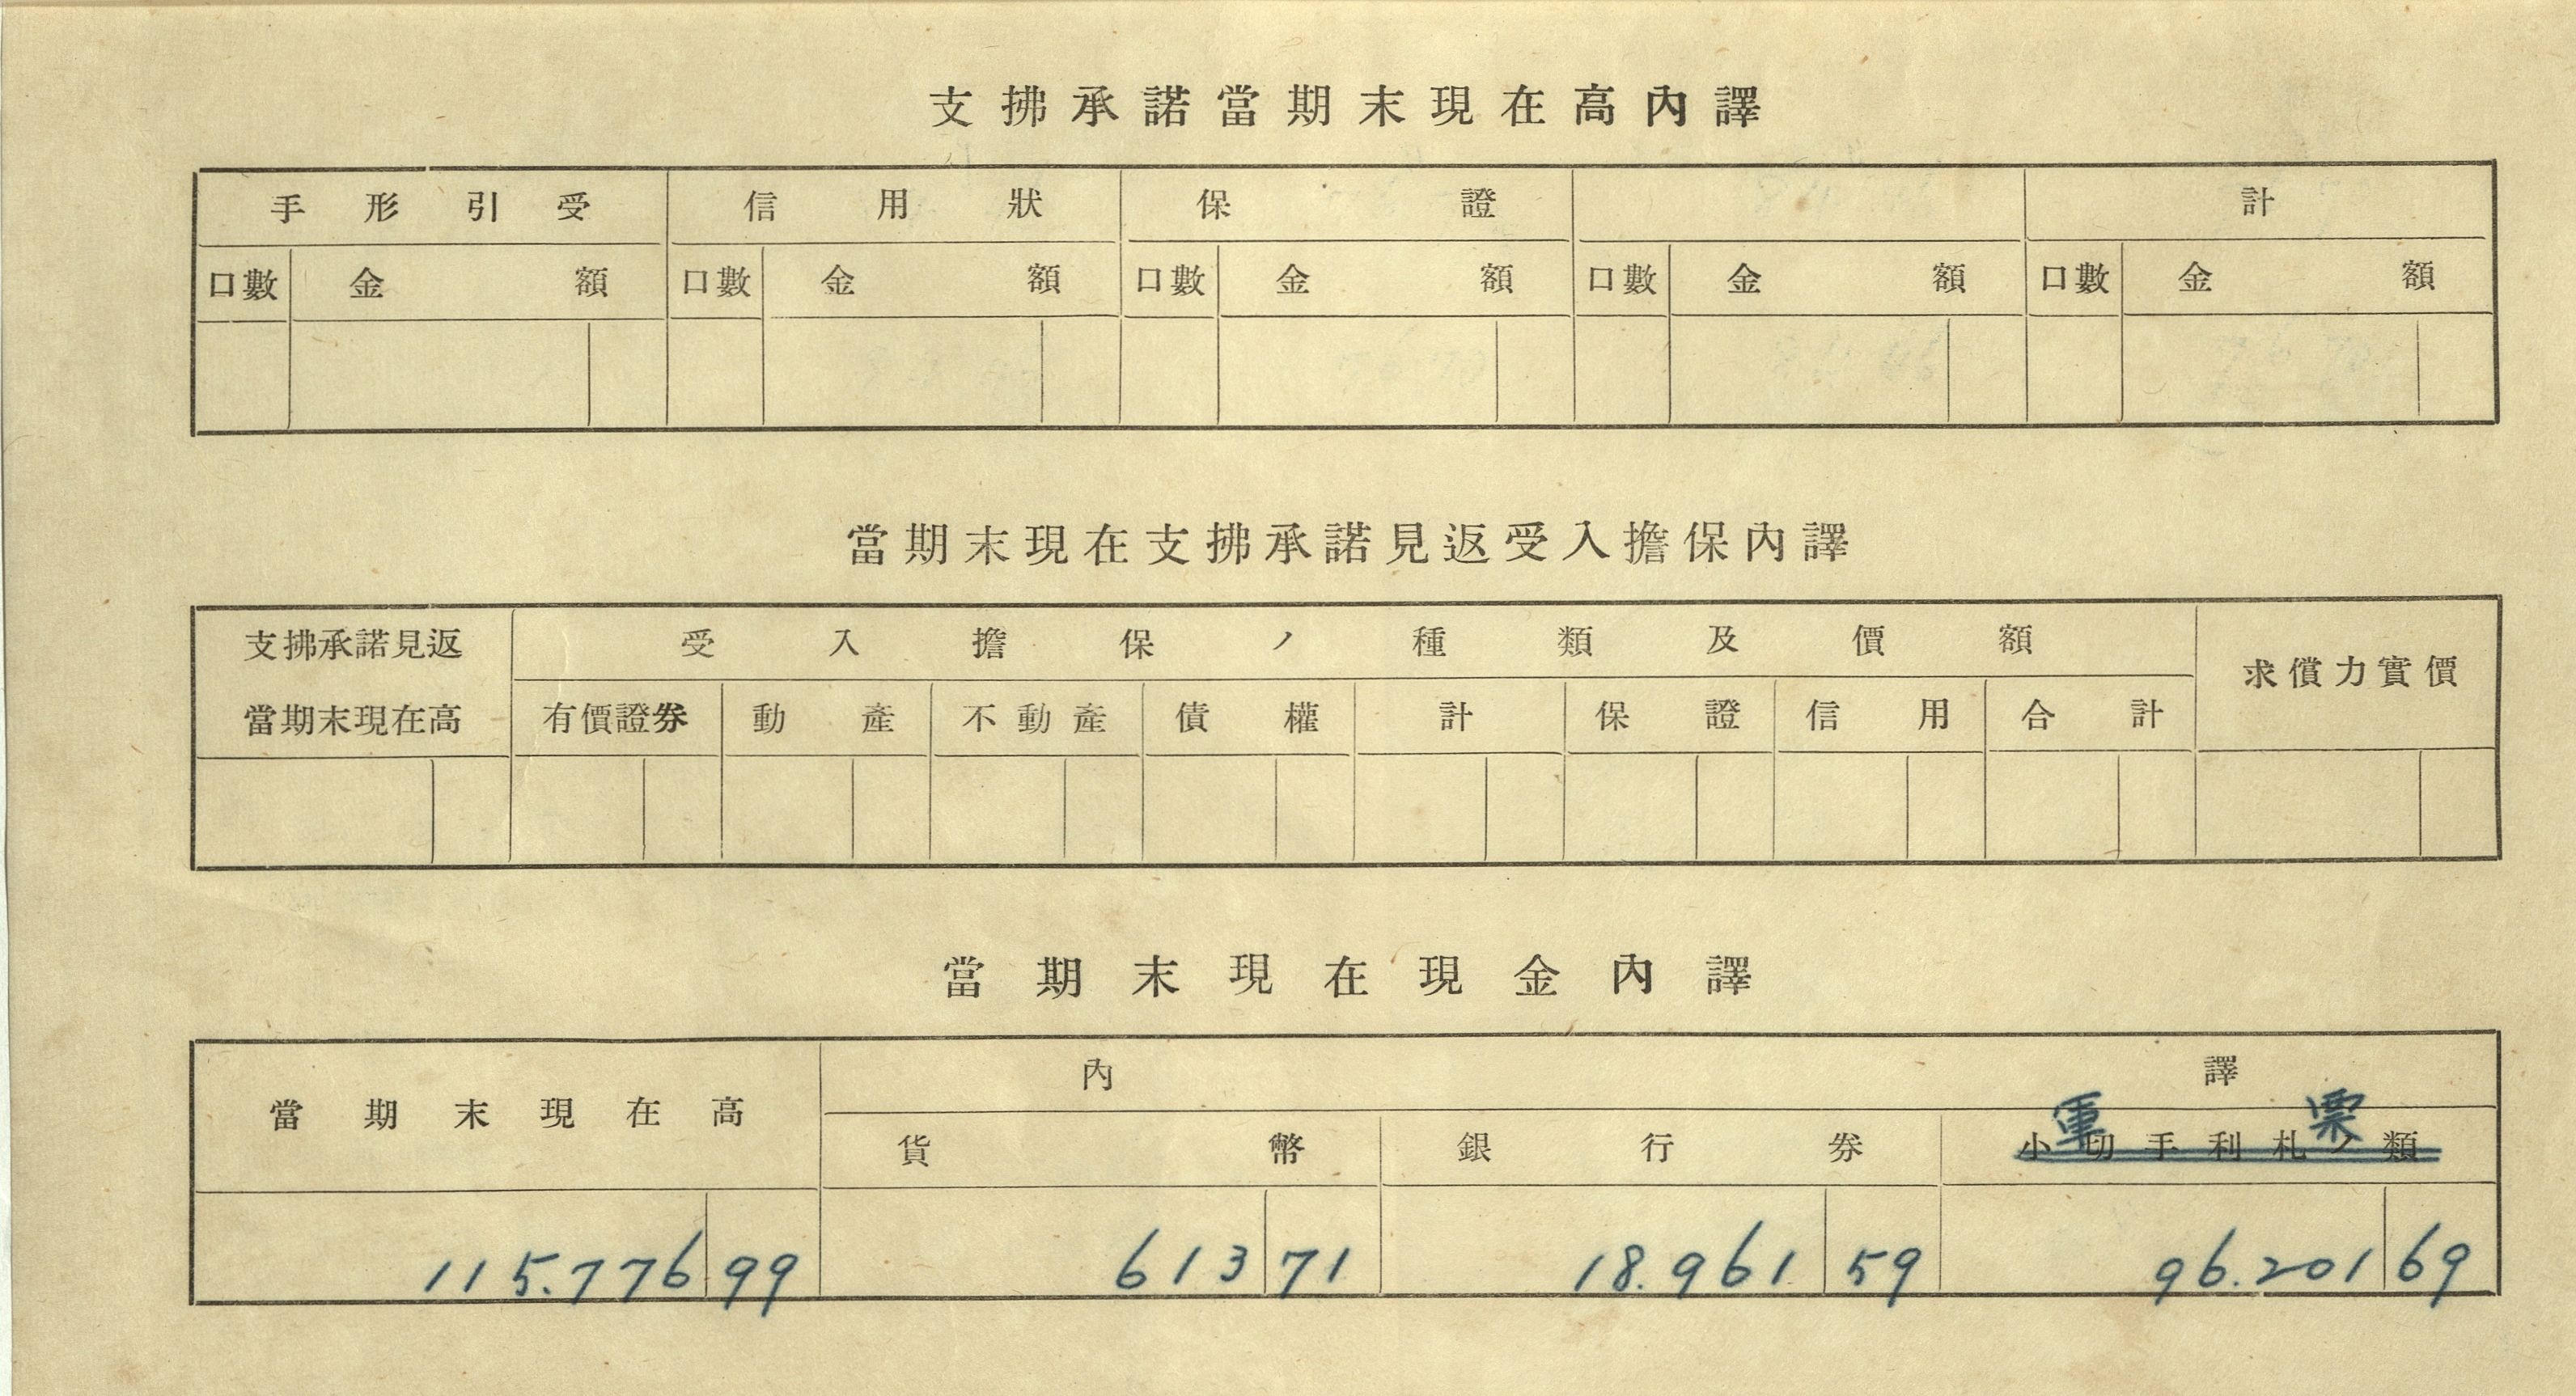 支拂承諾當期末現在高內譯
手形引受 信用狀 保證 計
口數 金額 口數 金額 口數 金額 口數 金額 口數 金額
當期末現在支拂承諾見返受入擔保內譯
支拂承諾見返 受入擔保ノ種類及價額 求償力實價
當期末現在高 有價證券 動產 不動產 債權 計 保證 信用 合計
當期末現在現金內譯
當期末現在高 內譯
軍票
貨幣 銀行券 小切手利札ノ類
115.776 99 613 71 18.961 59 96.201 69